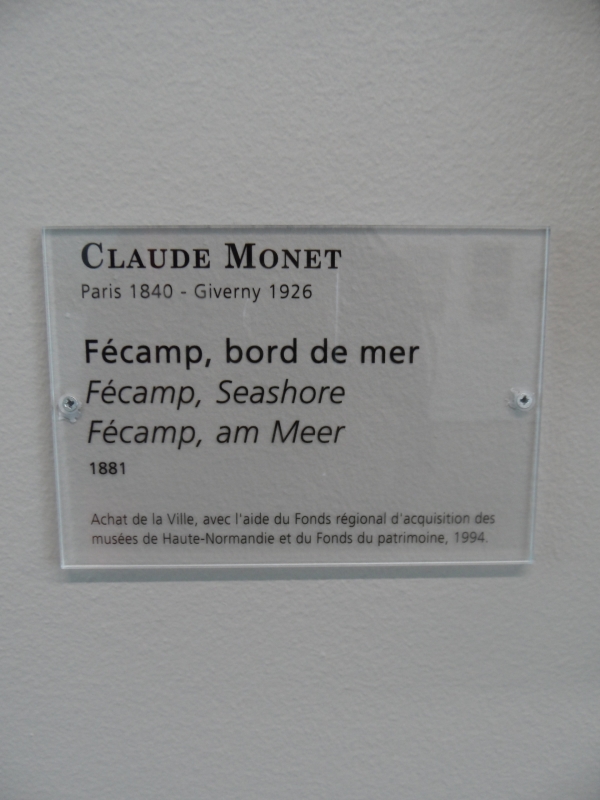 CLAUDE MONET
Paris 1840 - Giverny 1926
Fécamp, bord de mer
Fécamp, Seashore
Fécamp, am Meer
1881
Achat de la Ville, avec l'aide du Fonds régional d'acquisition des
musées de Haute-Normandie et du Fonds du patrimoine, 1994.